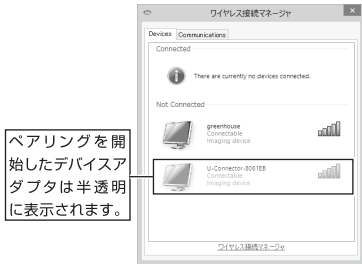 ワイヤレス接続マネージャ
Devices
Communications
Connected
There are currently no devices connected.
Not Connected
greenhouse
Connectable
Imaging device
U-Connector-8061EB
Connectable
Imaging device
ワイヤレス接続マネージャ
ペアリングを開
始したデバイスア
ダプタは半透明
に表示されます。